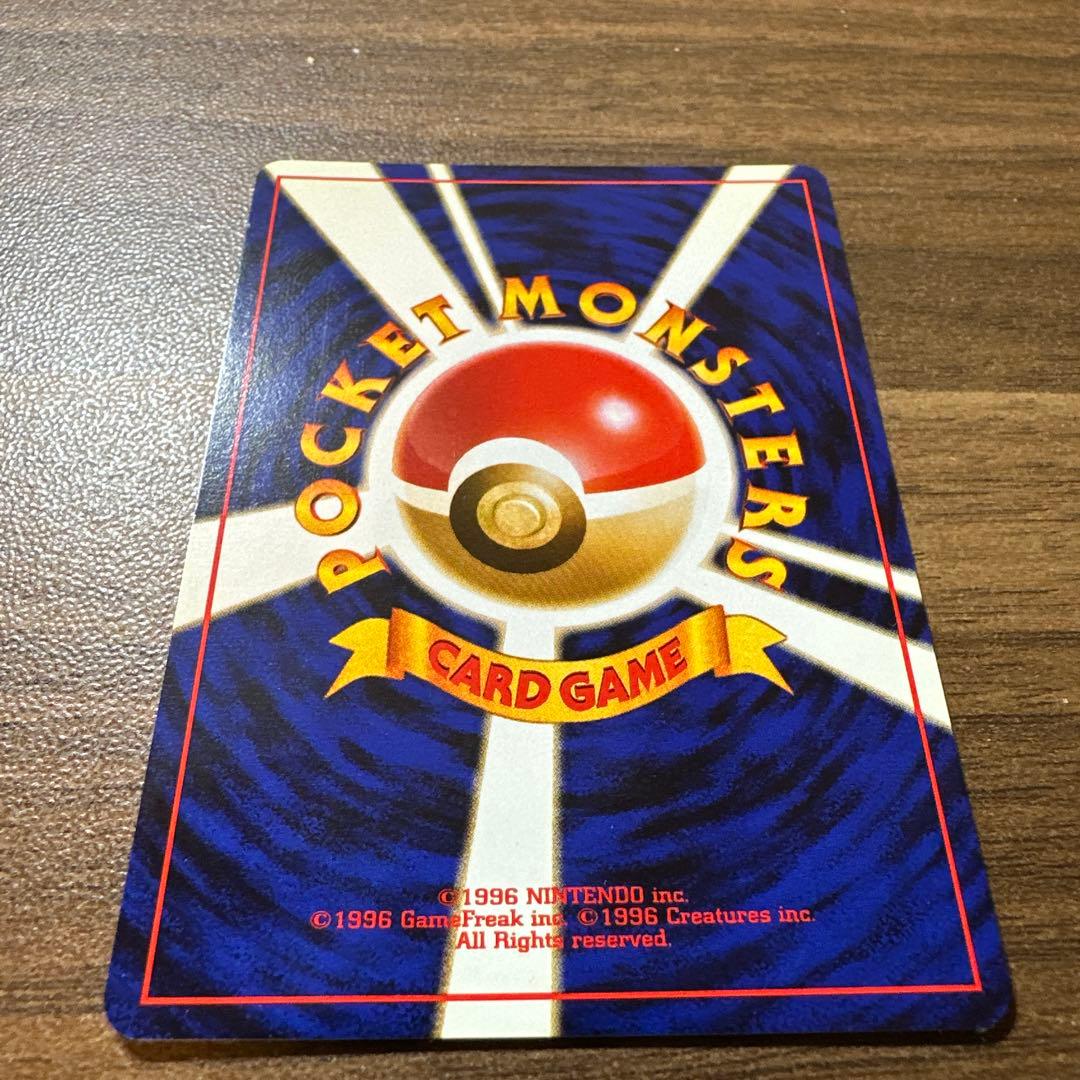 POCKET MONSTERS
CARD GAME
©1996 NINTENDO inc.
©1996 GameFreak inc. ©1996 Creatures inc.
All Rights reserved.